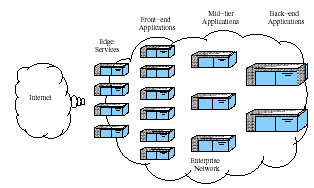 Edge
Services
Front-end
Applications
Mid-tier
Applications
Back-end
Applications
Internet
Enterprise
Network